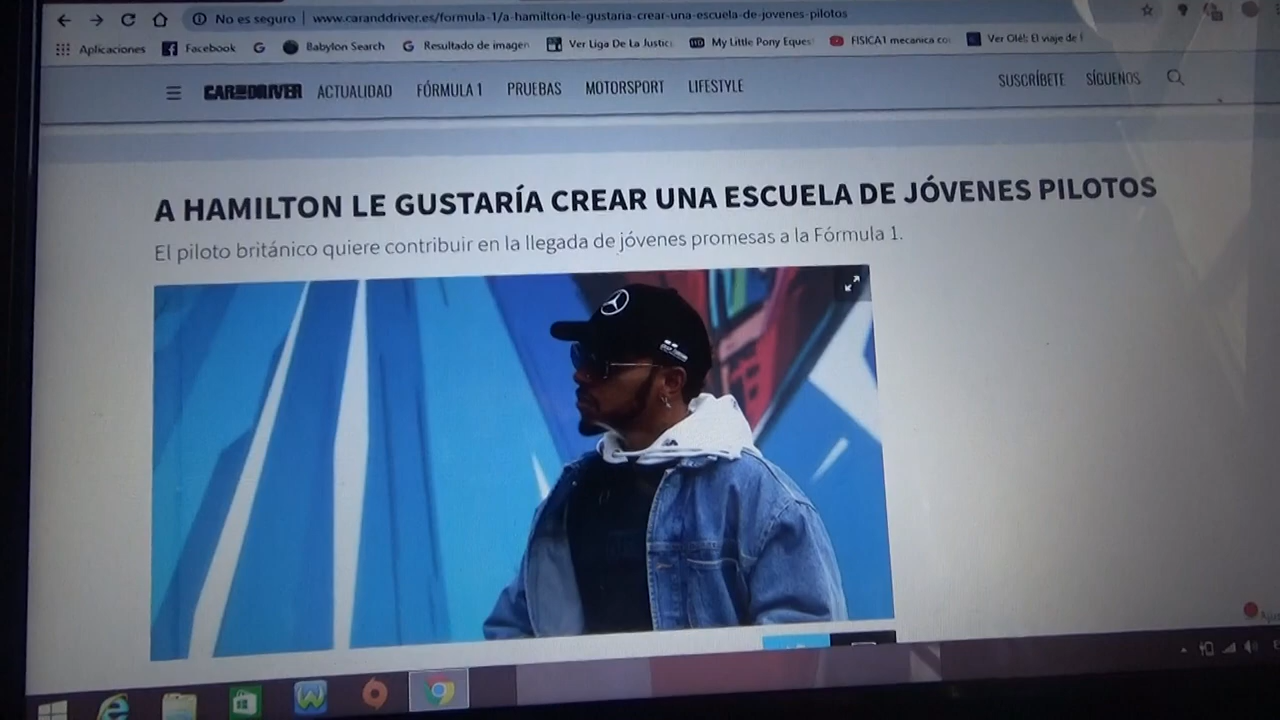 No es seguro | www.caranddriver.es/formula-1/a-hamilton-le-gustaria-crear-una-escuela-de-jovenes-pilotos
Aplicaciones Facebook Babylon Search Resultado de imagen Ver Liga De La Justic My Little Pony Eques FISICA1 mecanica co Ver Olé!: El viaje de
CAR AND DRIVER ACTUALIDAD FÓRMULA 1 PRUEBAS MOTORSPORT LIFESTYLE SUSCRÍBETE SÍGUENOS
A HAMILTON LE GUSTARÍA CREAR UNA ESCUELA DE JÓVENES PILOTOS
El piloto británico quiere contribuir en la llegada de jóvenes promesas a la Fórmula 1.